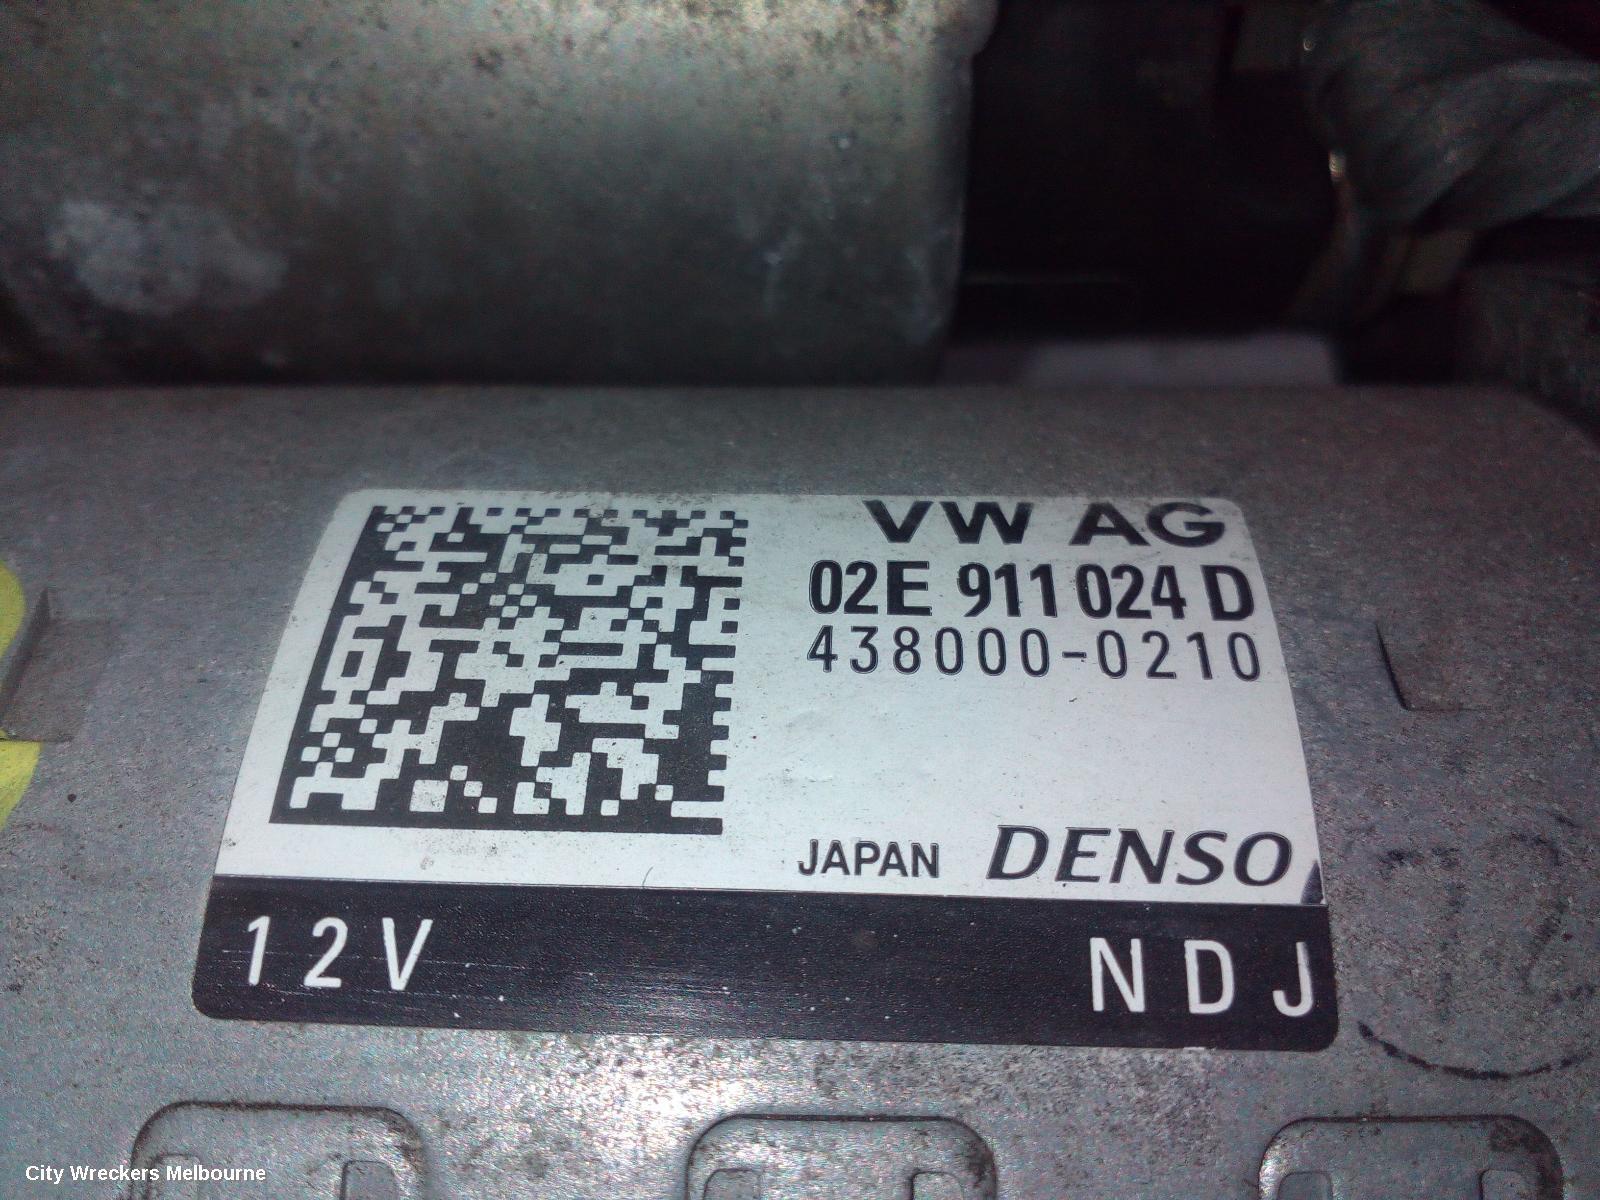 VW AG
02E 911 024 D
438000-0210
JAPAN DENSO
12V NDJ
City Wreckers Melbourne